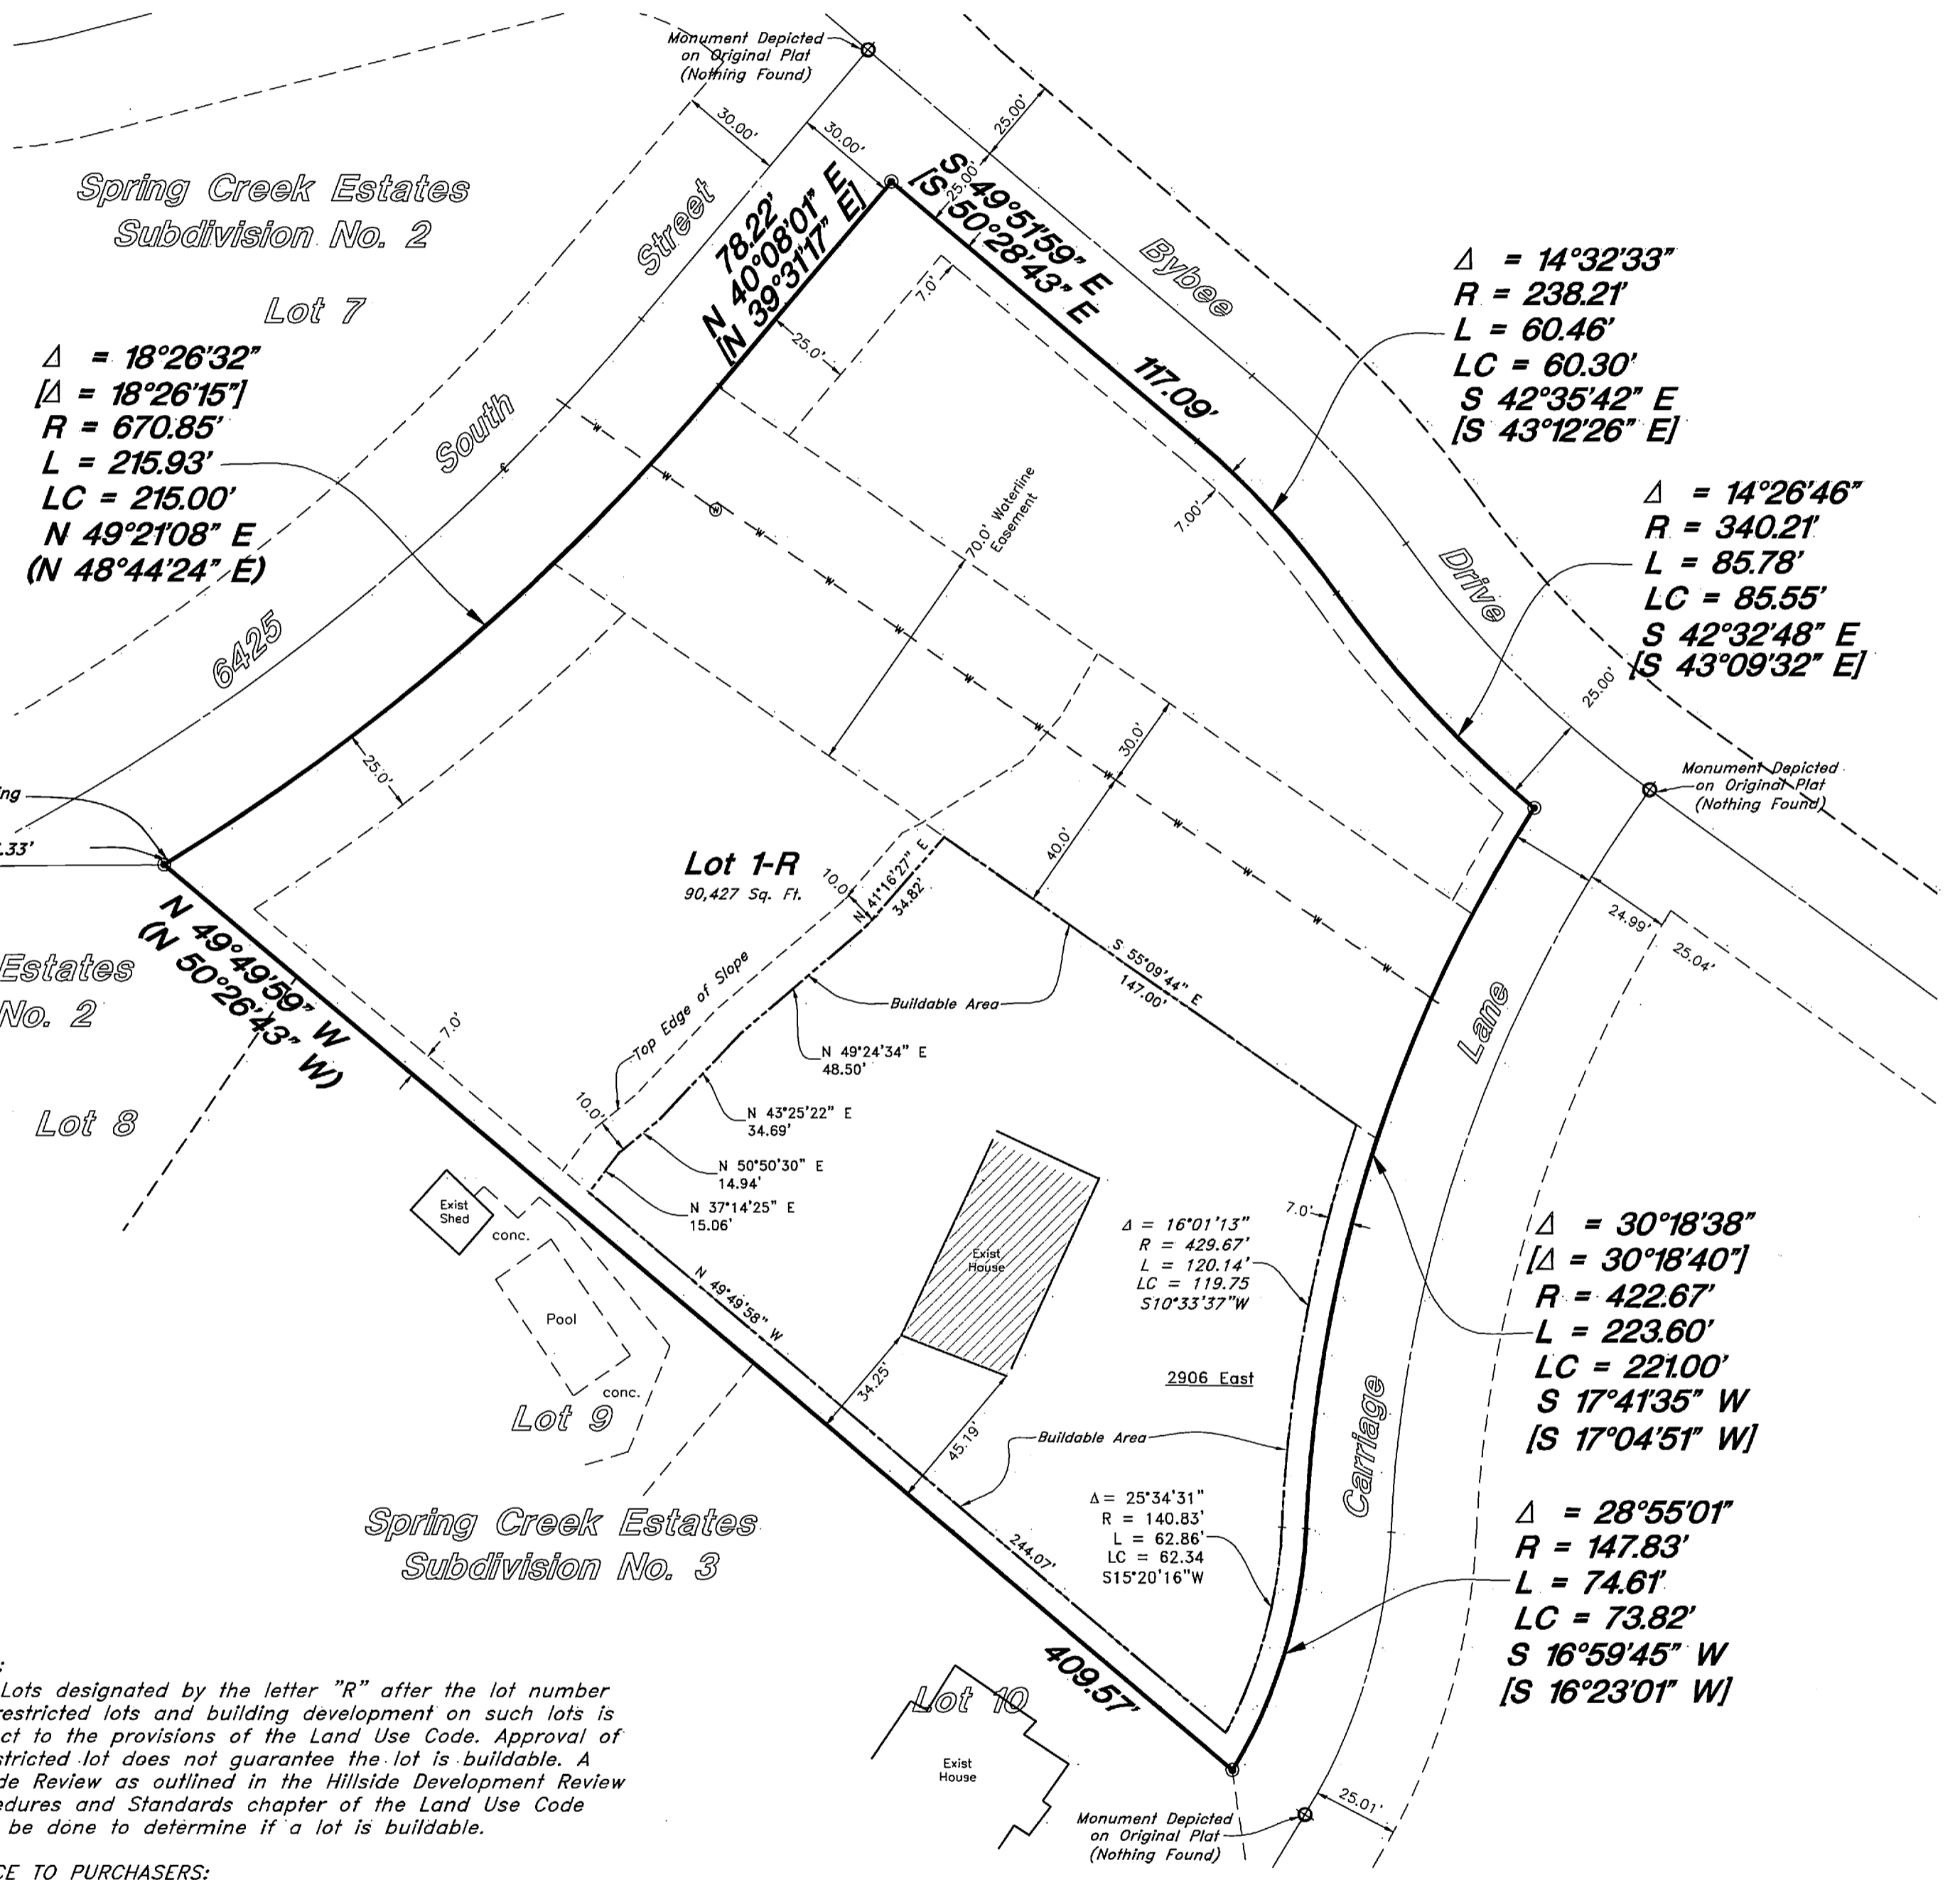 Monument Depicted
on Original Plat
(Nothing Found)
30.00'
30.00'
25.00'
25.00'
Spring Creek Estates
Subdivision No. 2
Lot 7
Street
South
6425
78.22'
N 40°08'01" E
[N 39°31'17" E]
S 49°51'59" E
[S 50°28'43" E
117.09'
Bybee
Drive
Δ = 14°32'33"
R = 238.21'
L = 60.46'
LC = 60.30'
S 42°35'42" E
[S 43°12'26" E]
Δ = 18°26'32"
[Δ = 18°26'15"]
R = 670.85'
L = 215.93'
LC = 215.00'
N 49°21'08" E
(N 48°44'24" E)
Δ = 14°26'46"
R = 340.21'
L = 85.78'
LC = 85.55'
S 42°32'48" E
[S 43°09'32" E]
7.0'
25.0'
7.00'
70.0' Waterline
Easement
W
W
W
W
W
W
W
W
W
W
W
W
W
25.00'
25.0'
30.0'
40.0'
Monument Depicted
on Original Plat
(Nothing Found)
24.99'
25.04'
ng
.33'
Lot 1-R
90,427 Sq. Ft.
10.0'
N 41°16'27" E
34.82'
N 49°49'59" W
(N 50°26'43" W)
Estates
No. 2
Lot 8
7.0'
Top Edge of Slope
Buildable Area
S 55°09'44" E
147.00'
Lane
N 49°24'34" E
48.50'
N 43°25'22" E
34.69'
10.0'
N 50°50'30" E
14.94'
N 37°14'25" E
15.06'
Exist
Shed
conc.
Pool
conc.
Lot 9
N 49°49'58" W
Exist
House
7.0'
Δ = 16°01'13"
R = 429.67'
L = 120.14'
LC = 119.75
S10°33'37"W
Δ = 30°18'38"
[Δ = 30°18'40"]
R = 422.67'
L = 223.60'
LC = 221.00'
S 17°41'35" W
[S 17°04'51" W]
34.25'
45.19'
2906 East
Buildable Area
Carriage
Spring Creek Estates
Subdivision No. 3
244.07'
Δ= 25°34'31"
R = 140.83'
L = 62.86'
LC = 62.34
S15°20'16"W
Δ = 28°55'01"
R = 147.83'
L = 74.61'
LC = 73.82'
S 16°59'45" W
[S 16°23'01" W]
409.57'
Lot 10
Exist
House
Monument Depicted
on Original Plat
(Nothing Found)
25.01'
:
Lots designated by the letter "R" after the lot number
estricted lots and building development on such lots is
ct to the provisions of the Land Use Code. Approval of
stricted lot does not guarantee the lot is buildable. A
de Review as outlined in the Hillside Development Review
edures and Standards chapter of the Land Use Code
be done to determine if a lot is buildable.
CE TO PURCHASERS: